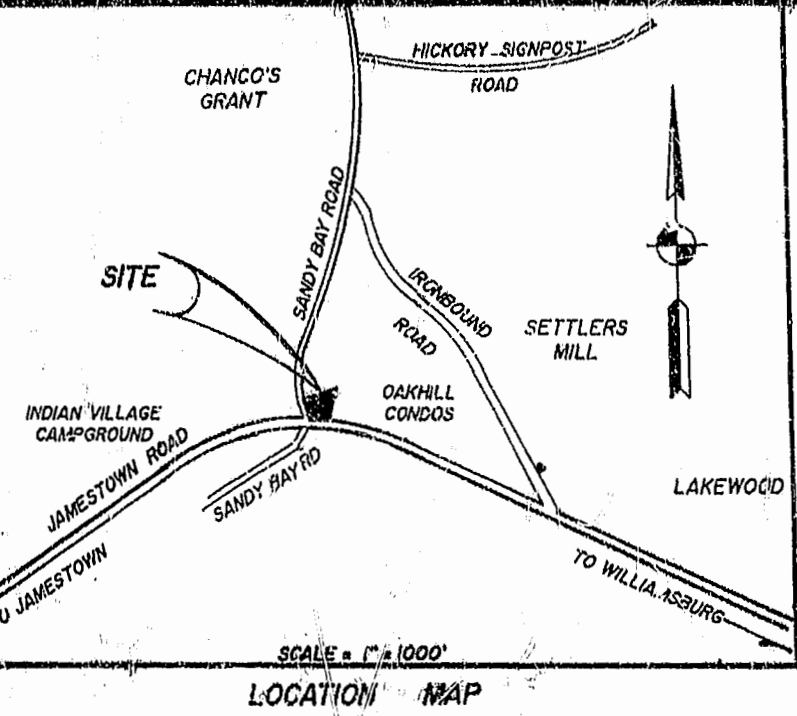 HICKORY SIGNPOST
ROAD
CHANCO'S
GRANT
SANDY BAY ROAD
SITE
IRONBOUND
ROAD
SETTLERS
MILL
OAKHILL
CONDOS
INDIAN VILLAGE
CAMPGROUND
JAMESTOWN ROAD
SANDY BAY RD
LAKEWOOD
JAMESTOWN
TO WILLIAMSBURG
SCALE = 1" = 1000'
LOCATION MAP